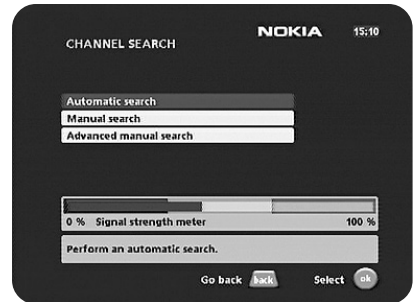 NOKIA 15:10
CHANNEL SEARCH
Automatic search
Manual search
Advanced manual search
0 % Signal strength meter 100 %
Perform an automatic search.
Go back back Select ok